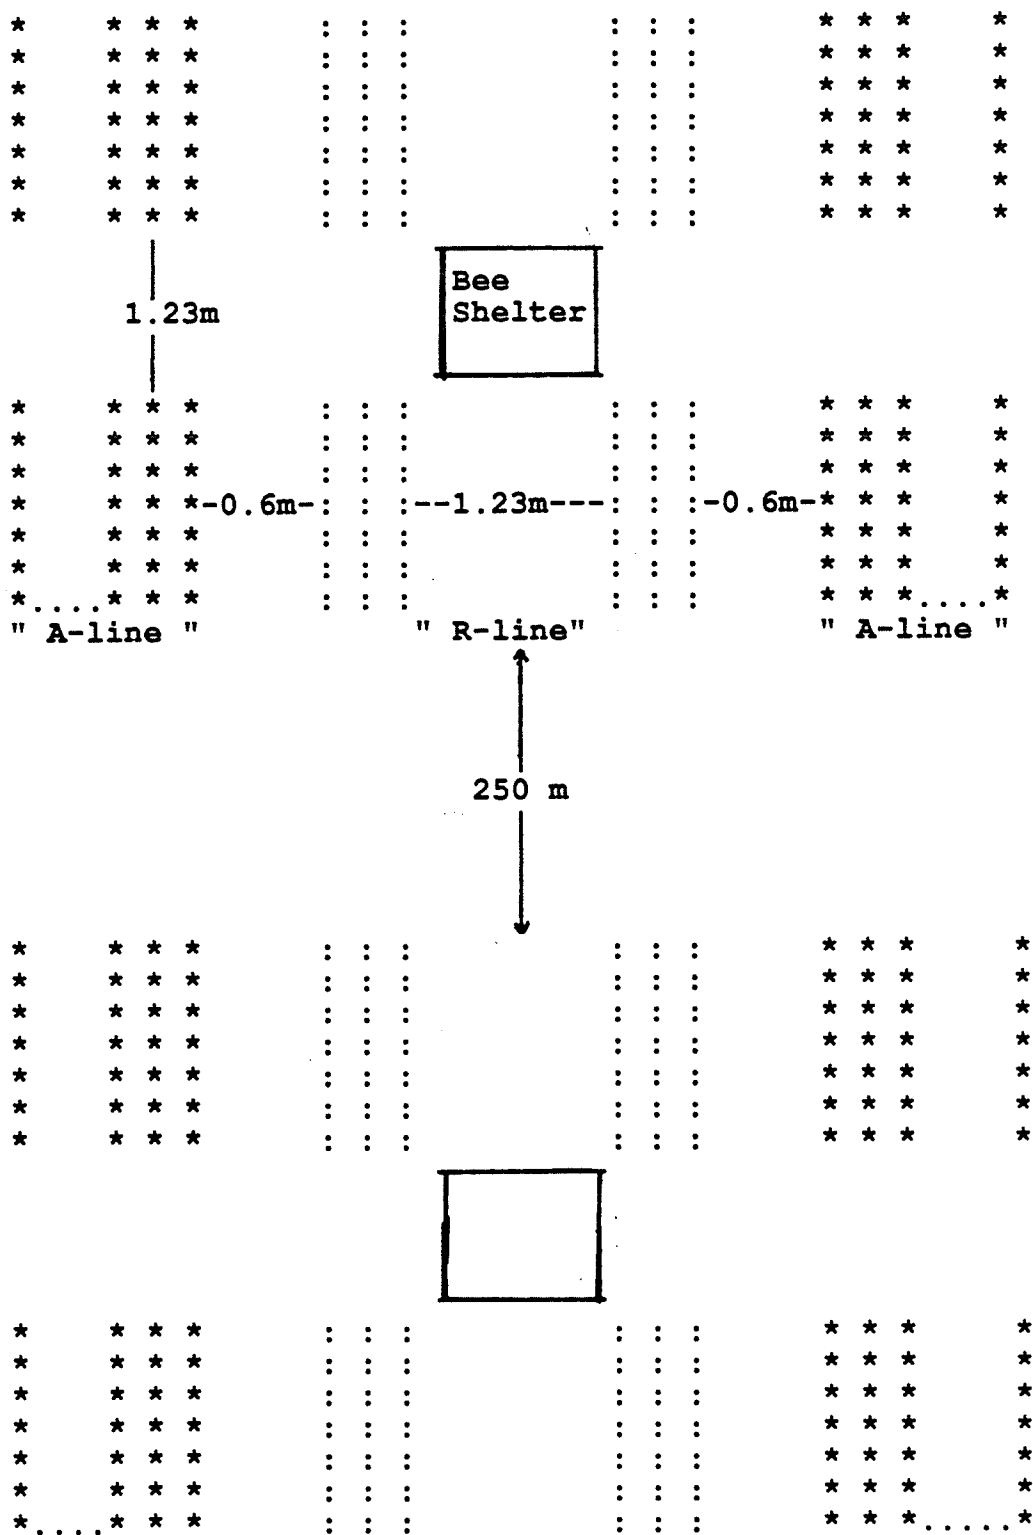 * * * * : : : : : : * * * *
* * * * : : : : : : * * * *
* * * * : : : : : : * * * *
* * * * : : : : : : * * * *
* * * * : : : : : : * * * *
* * * * : : : : : : * * * *
* * * * : : : : : : * * * *
Bee
Shelter
1.23m
* * * * : : : : : : * * * *
* * * * : : : : : : * * * *
* * * * : : : : : : * * * *
* * * *-0.6m-: : :--1.23m---: : :-0.6m-* * * *
* * * * : : : : : : * * * *
* * * * : : : : : : * * * *
*....* * * : : : : : : * * *....*
" A-line " " R-line" " A-line "
250 m
* * * * : : : : : : * * * *
* * * * : : : : : : * * * *
* * * * : : : : : : * * * *
* * * * : : : : : : * * * *
* * * * : : : : : : * * * *
* * * * : : : : : : * * * *
* * * * : : : : : : * * * *
* * * * : : : : : : * * * *
* * * * : : : : : : * * * *
* * * * : : : : : : * * * *
* * * * : : : : : : * * * *
* * * * : : : : : : * * * *
* * * * : : : : : : * * * *
*....* * * : : : : : : * * *.....*